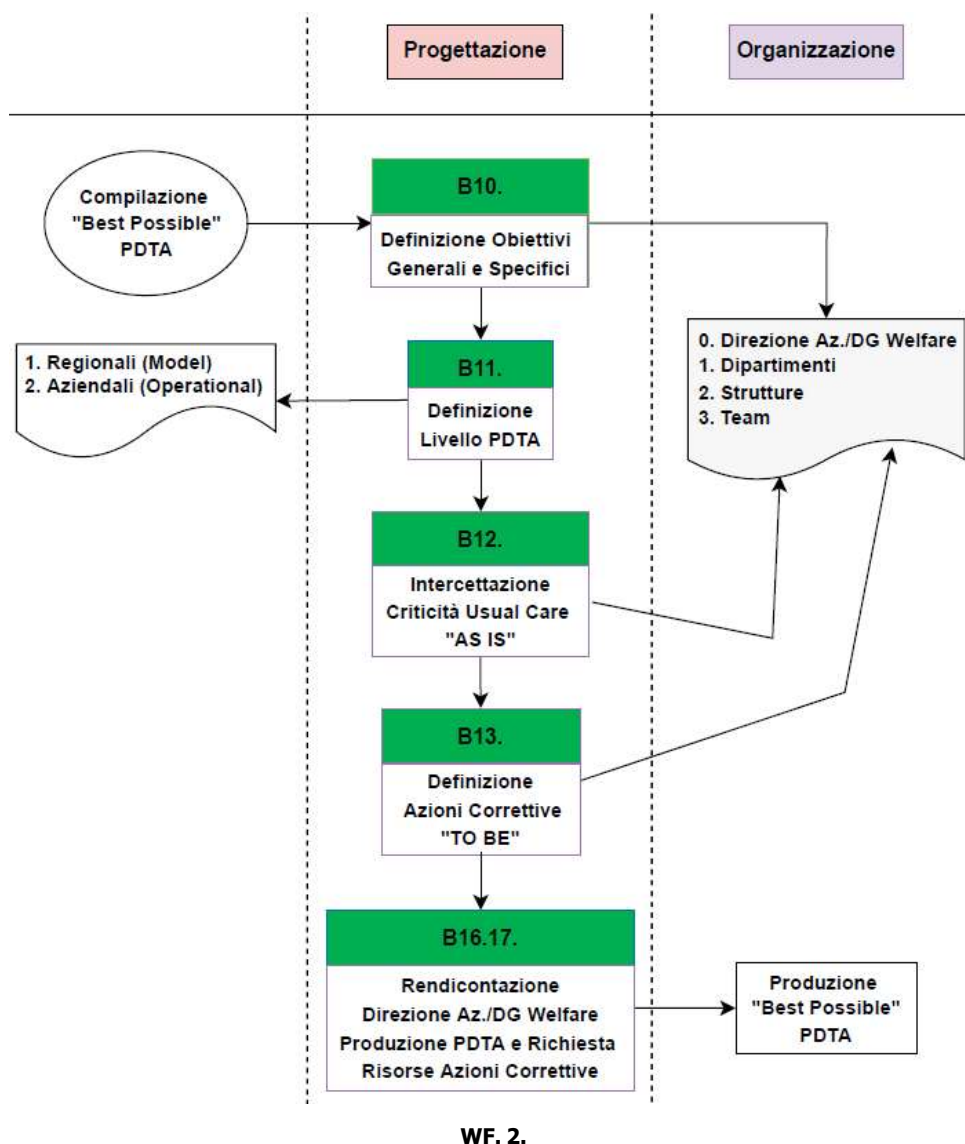 Progettazione
Organizzazione
Compilazione
"Best Possible"
PDTA
B10.
Definizione Obiettivi
Generali e Specifici
1. Regionali (Model)
2. Aziendali (Operational)
B11.
Definizione
Livello PDTA
0. Direzione Az./DG Welfare
1. Dipartimenti
2. Strutture
3. Team
B12.
Intercettazione
Criticità Usual Care
"AS IS"
B13.
Definizione
Azioni Correttive
"TO BE"
B16.17.
Rendicontazione
Direzione Az./DG Welfare
Produzione PDTA e Richiesta
Risorse Azioni Correttive
Produzione
"Best Possible"
PDTA
WF. 2.